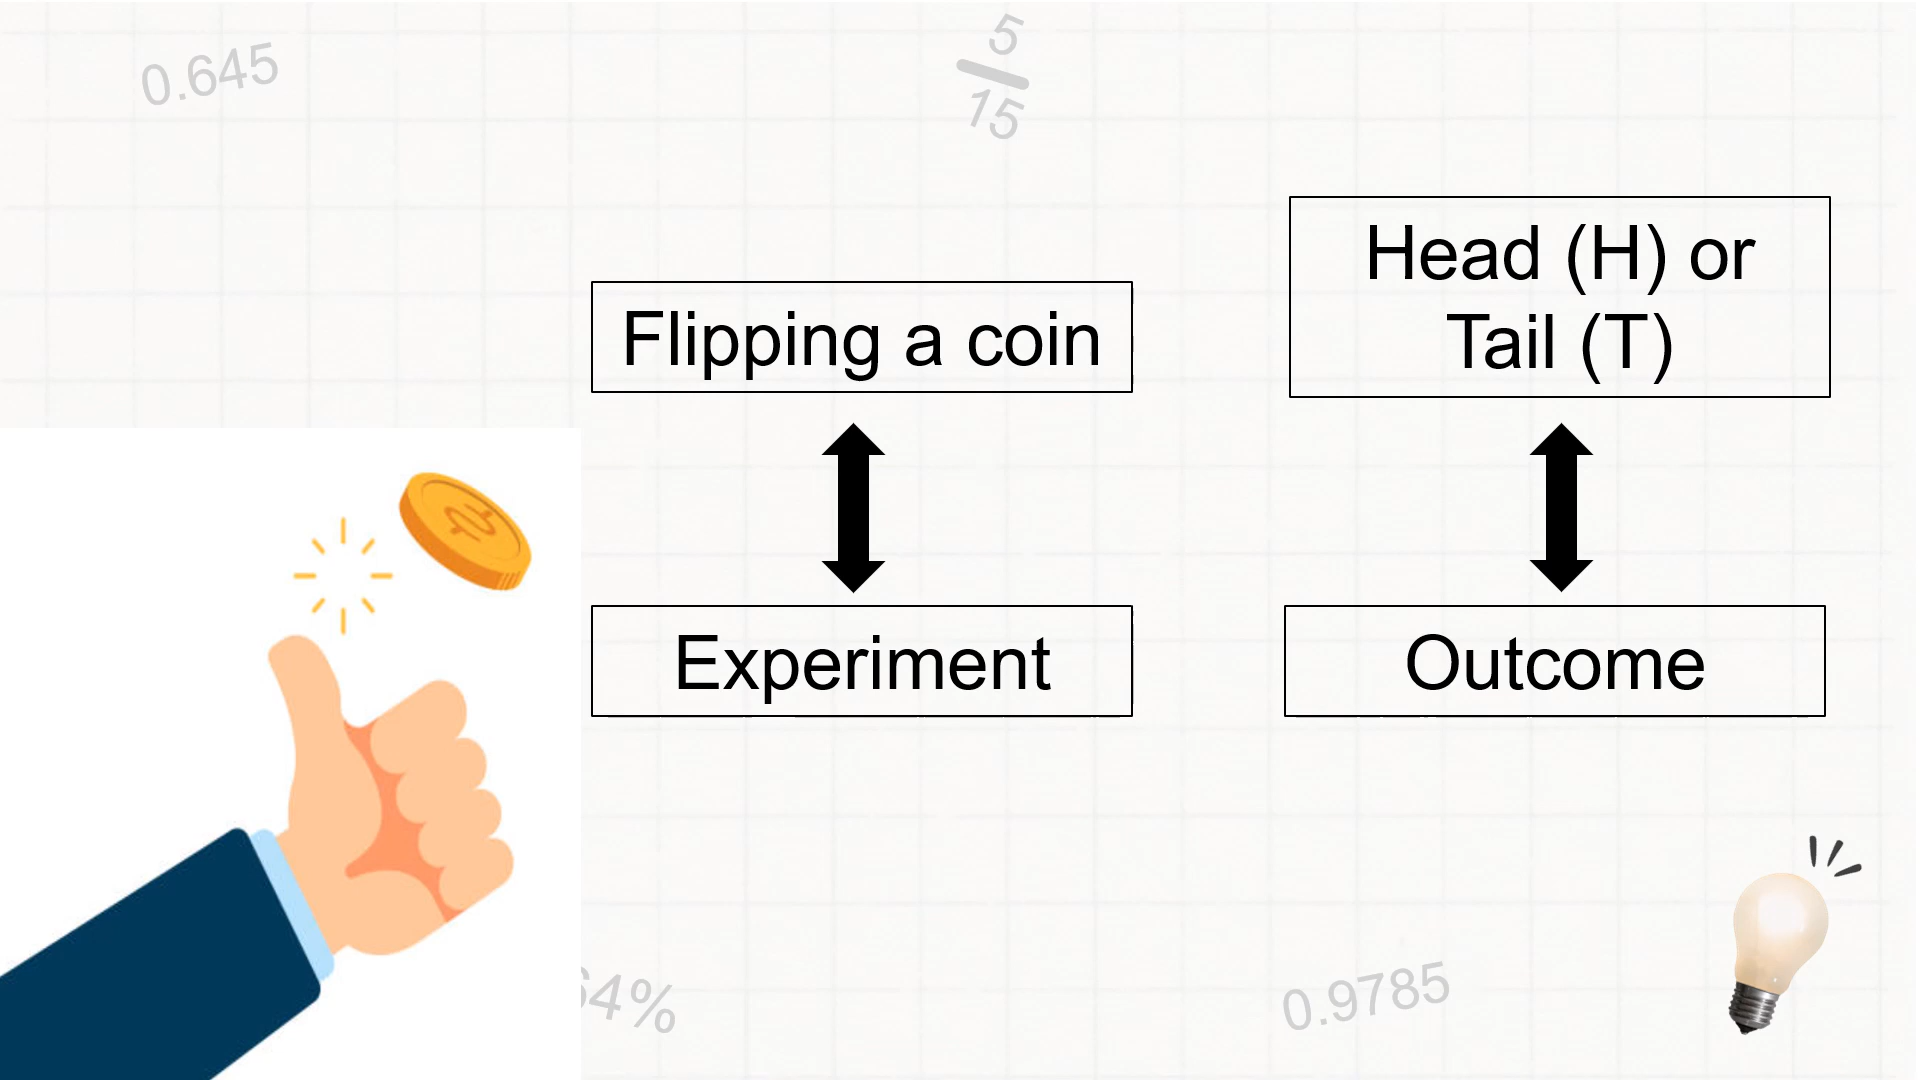 0.645
5
15
Head (H) or
Tail (T)
Flipping a coin
Experiment
Outcome
4%
0.9785